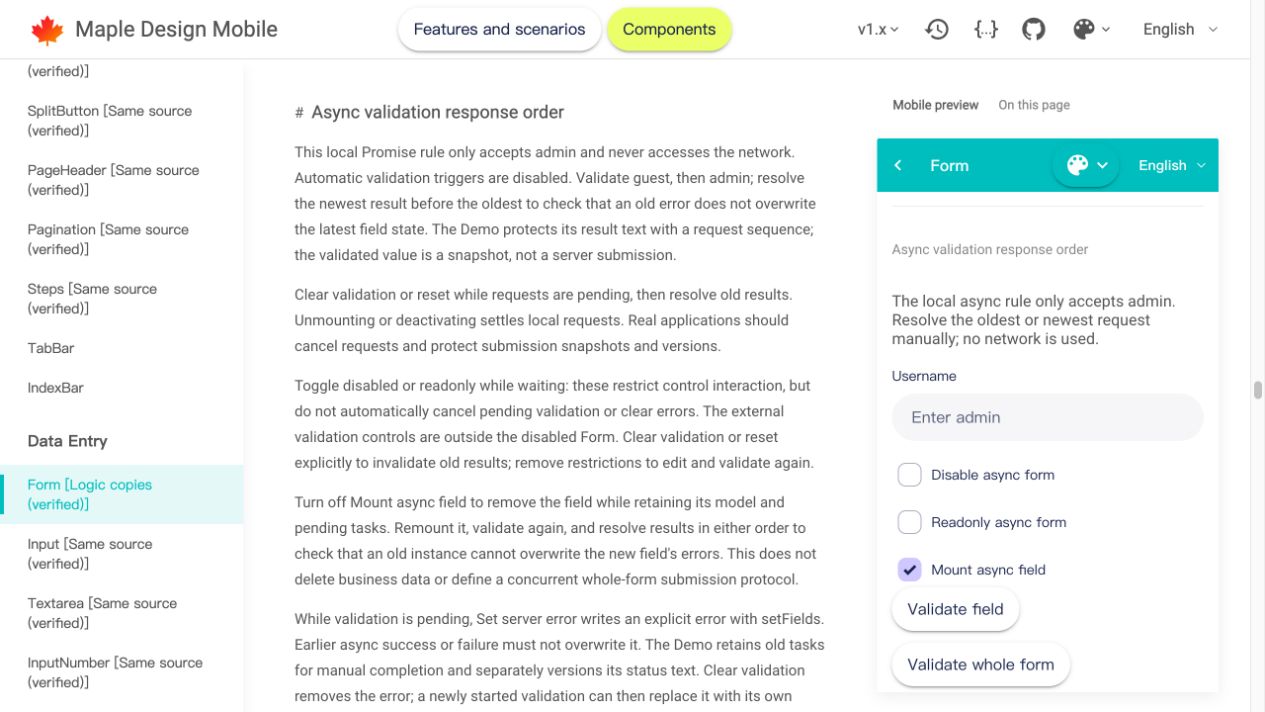 Maple Design Mobile
Features and scenarios
Components
v1.x
{...}
English
(verified)]
SplitButton [Same source
(verified)]
PageHeader [Same source
(verified)]
Pagination [Same source
(verified)]
Steps [Same source
(verified)]
TabBar
IndexBar
Data Entry
Form [Logic copies
(verified)]
Input [Same source
(verified)]
Textarea [Same source
(verified)]
InputNumber [Same source
(verified)]
# Async validation response order
This local Promise rule only accepts admin and never accesses the network.
Automatic validation triggers are disabled. Validate guest, then admin; resolve
the newest result before the oldest to check that an old error does not overwrite
the latest field state. The Demo protects its result text with a request sequence;
the validated value is a snapshot, not a server submission.
Clear validation or reset while requests are pending, then resolve old results.
Unmounting or deactivating settles local requests. Real applications should
cancel requests and protect submission snapshots and versions.
Toggle disabled or readonly while waiting: these restrict control interaction, but
do not automatically cancel pending validation or clear errors. The external
validation controls are outside the disabled Form. Clear validation or reset
explicitly to invalidate old results; remove restrictions to edit and validate again.
Turn off Mount async field to remove the field while retaining its model and
pending tasks. Remount it, validate again, and resolve results in either order to
check that an old instance cannot overwrite the new field's errors. This does not
delete business data or define a concurrent whole-form submission protocol.
While validation is pending, Set server error writes an explicit error with setFields.
Earlier async success or failure must not overwrite it. The Demo retains old tasks
for manual completion and separately versions its status text. Clear validation
removes the error; a newly started validation can then replace it with its own
Mobile preview
On this page
Form
English
Async validation response order
The local async rule only accepts admin.
Resolve the oldest or newest request
manually; no network is used.
Username
Enter admin
Disable async form
Readonly async form
Mount async field
Validate field
Validate whole form